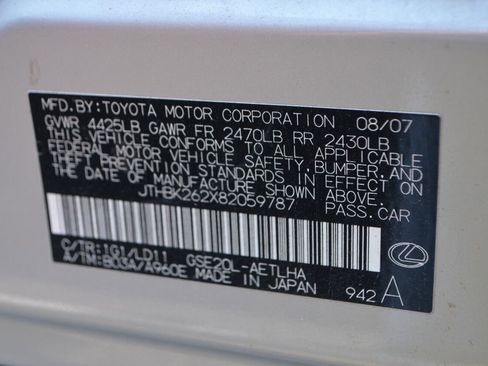 MFD.BY:TOYOTA MOTOR CORPORATION 08/07
GVWR 4425LB GAWR FR 2470LB RR 2430LB
THIS VEHICLE CONFORMS TO ALL APPLICABLE
FEDERAL MOTOR VEHICLE SAFETY,BUMPER,AND
THEFT PREVENTION STANDARDS IN EFFECT ON
THE DATE OF MANUFACTURE SHOWN ABOVE.
JTHBK262X82059787 PASS.CAR
C/TR:1G1/LD11 GSE20L-AETLHA
A/TM:B03A/A960E MADE IN JAPAN
942 A